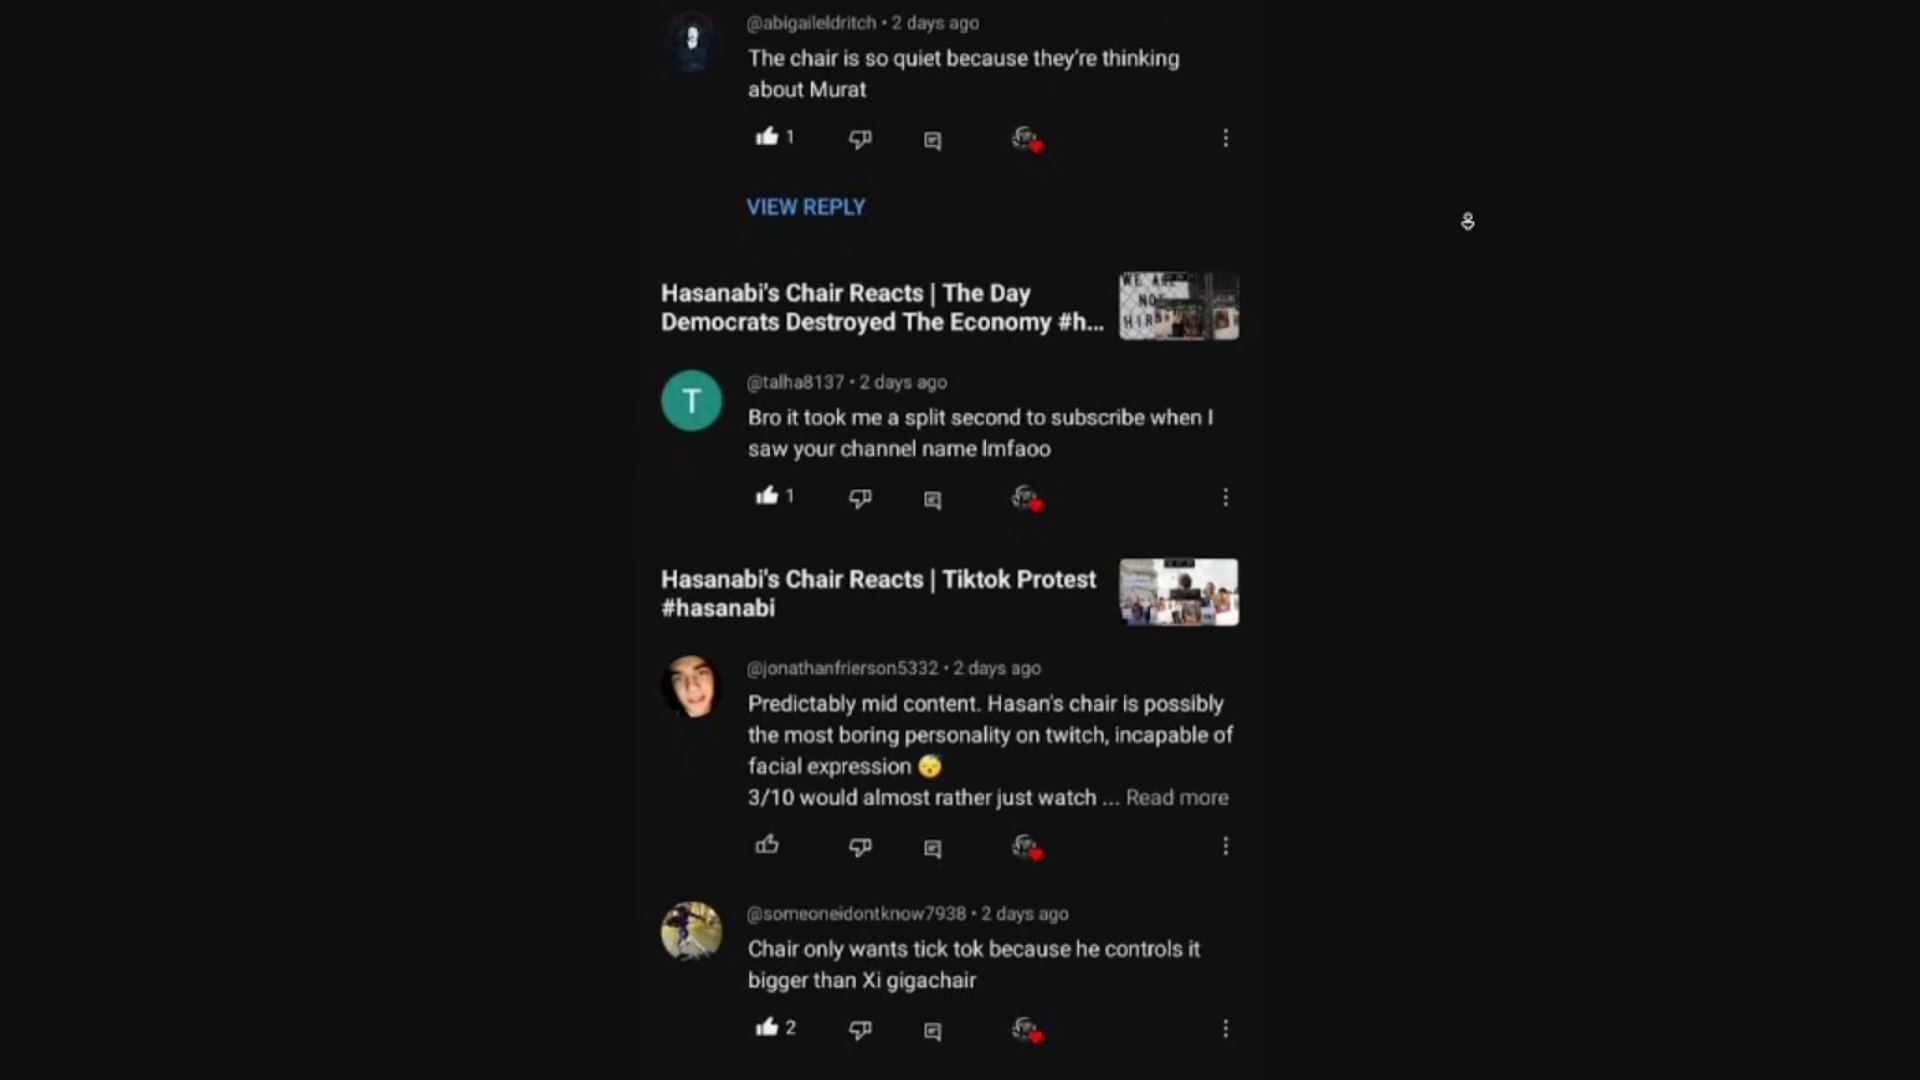 @abigaileldritch • 2 days ago
The chair is so quiet because they're thinking
about Murat
1
VIEW REPLY
Hasanabi's Chair Reacts | The Day
Democrats Destroyed The Economy #h...
WE ARE
NOT
HIR
@talha8137 • 2 days ago
T
Bro it took me a split second to subscribe when I
saw your channel name lmfaoo
1
Hasanabi's Chair Reacts | Tiktok Protest
#hasanabi
@jonathanfrierson5332 • 2 days ago
Predictably mid content. Hasan's chair is possibly
the most boring personality on twitch, incapable of
facial expression 😴
3/10 would almost rather just watch ... Read more
@someoneidontknow7938 • 2 days ago
Chair only wants tick tok because he controls it
bigger than Xi gigachair
2